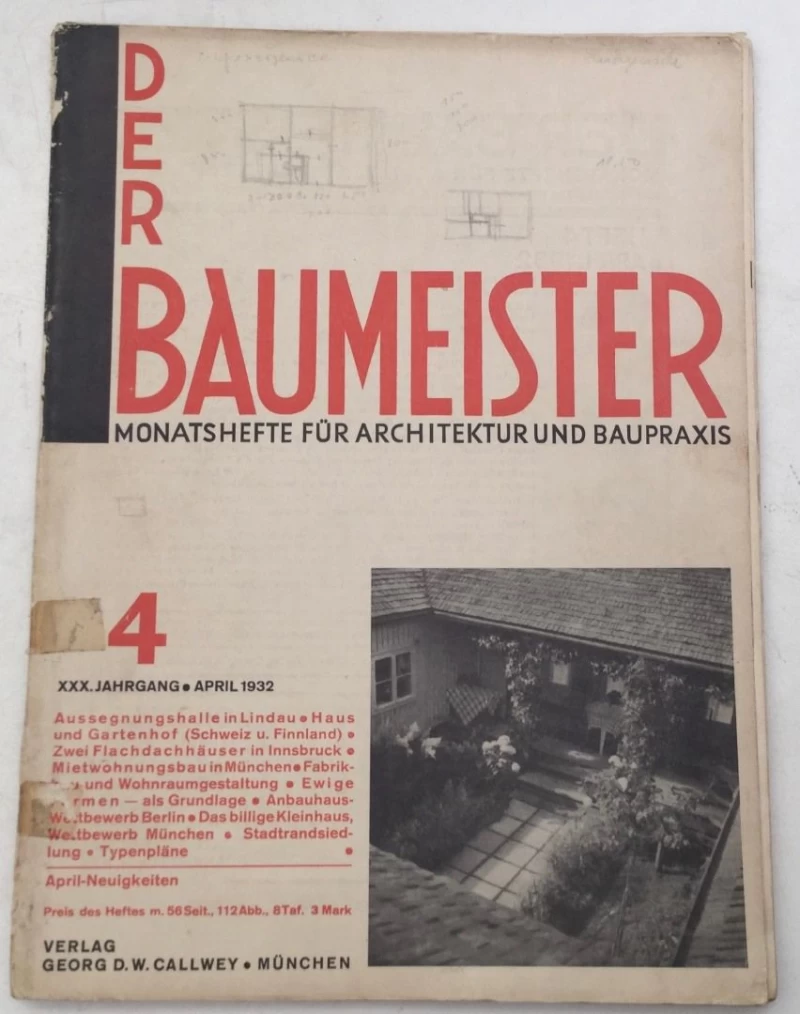 DER
BAUMEISTER
MONATSHEFTE FÜR ARCHITEKTUR UND BAUPRAXIS
4
XXX. JAHRGANG • APRIL 1932
Aussegnungshalle in Lindau • Haus
und Gartenhof (Schweiz u. Finnland) •
Zwei Flachdachhäuser in Innsbruck •
Mietwohnungsbau in München • Fabrik-
und Wohnraumgestaltung • Ewige
— als Grundlage • Anbauhaus-
Wettbewerb Berlin • Das billige Kleinhaus,
Wettbewerb München • Stadtrandsied-
lung • Typenpläne •
April-Neuigkeiten
Preis des Heftes m. 56 Seit., 112 Abb., 8 Taf. 3 Mark
VERLAG
GEORG D. W. CALLWEY • MÜNCHEN